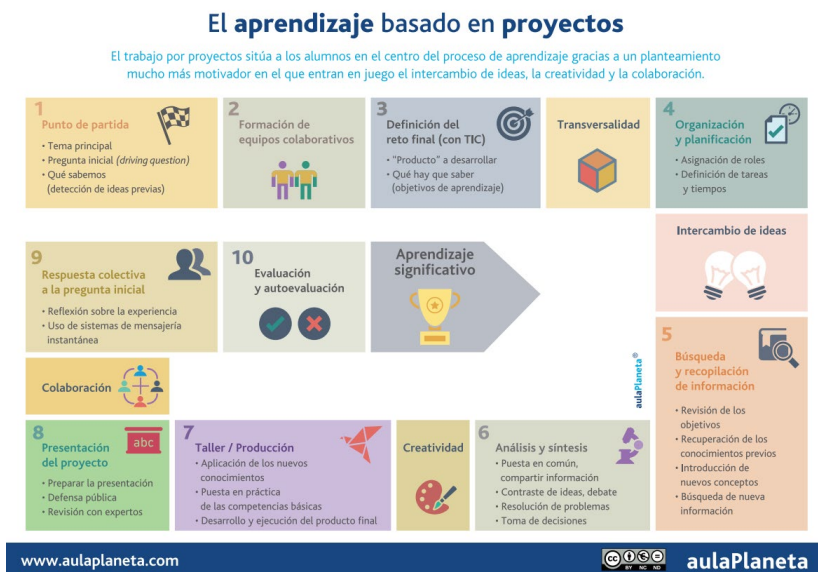 El aprendizaje basado en proyectos
El trabajo por proyectos sitúa a los alumnos en el centro del proceso de aprendizaje gracias a un planteamiento
mucho más motivador en el que entran en juego el intercambio de ideas, la creatividad y la colaboración.
1
Punto de partida
• Tema principal
• Pregunta inicial (driving question)
• Qué sabemos
(detección de ideas previas)
2
Formación de
equipos colaborativos
3
Definición del
reto final (con TIC)
• "Producto" a desarrollar
• Qué hay que saber
(objetivos de aprendizaje)
Transversalidad
4
Organización
y planificación
• Asignación de roles
• Definición de tareas
y tiempos
Intercambio de ideas
5
Búsqueda
y recopilación
de información
• Revisión de los
objetivos
• Recuperación de los
conocimientos previos
• Introducción de
nuevos conceptos
• Búsqueda de nueva
información
6
Análisis y síntesis
• Puesta en común,
compartir información
• Contraste de ideas, debate
• Resolución de problemas
• Toma de decisiones
Creatividad
7
Taller / Producción
• Aplicación de los nuevos
conocimientos
• Puesta en práctica
de las competencias básicas
• Desarrollo y ejecución del producto final
8
Presentación
del proyecto
abc
• Preparar la presentación
• Defensa pública
• Revisión con expertos
Colaboración
9
Respuesta colectiva
a la pregunta inicial
• Reflexión sobre la experiencia
• Uso de sistemas de mensajería
instantánea
10
Evaluación
y autoevaluación
Aprendizaje
significativo
aulaPlaneta®
www.aulaplaneta.com
cc BY NC ND
aulaPlaneta